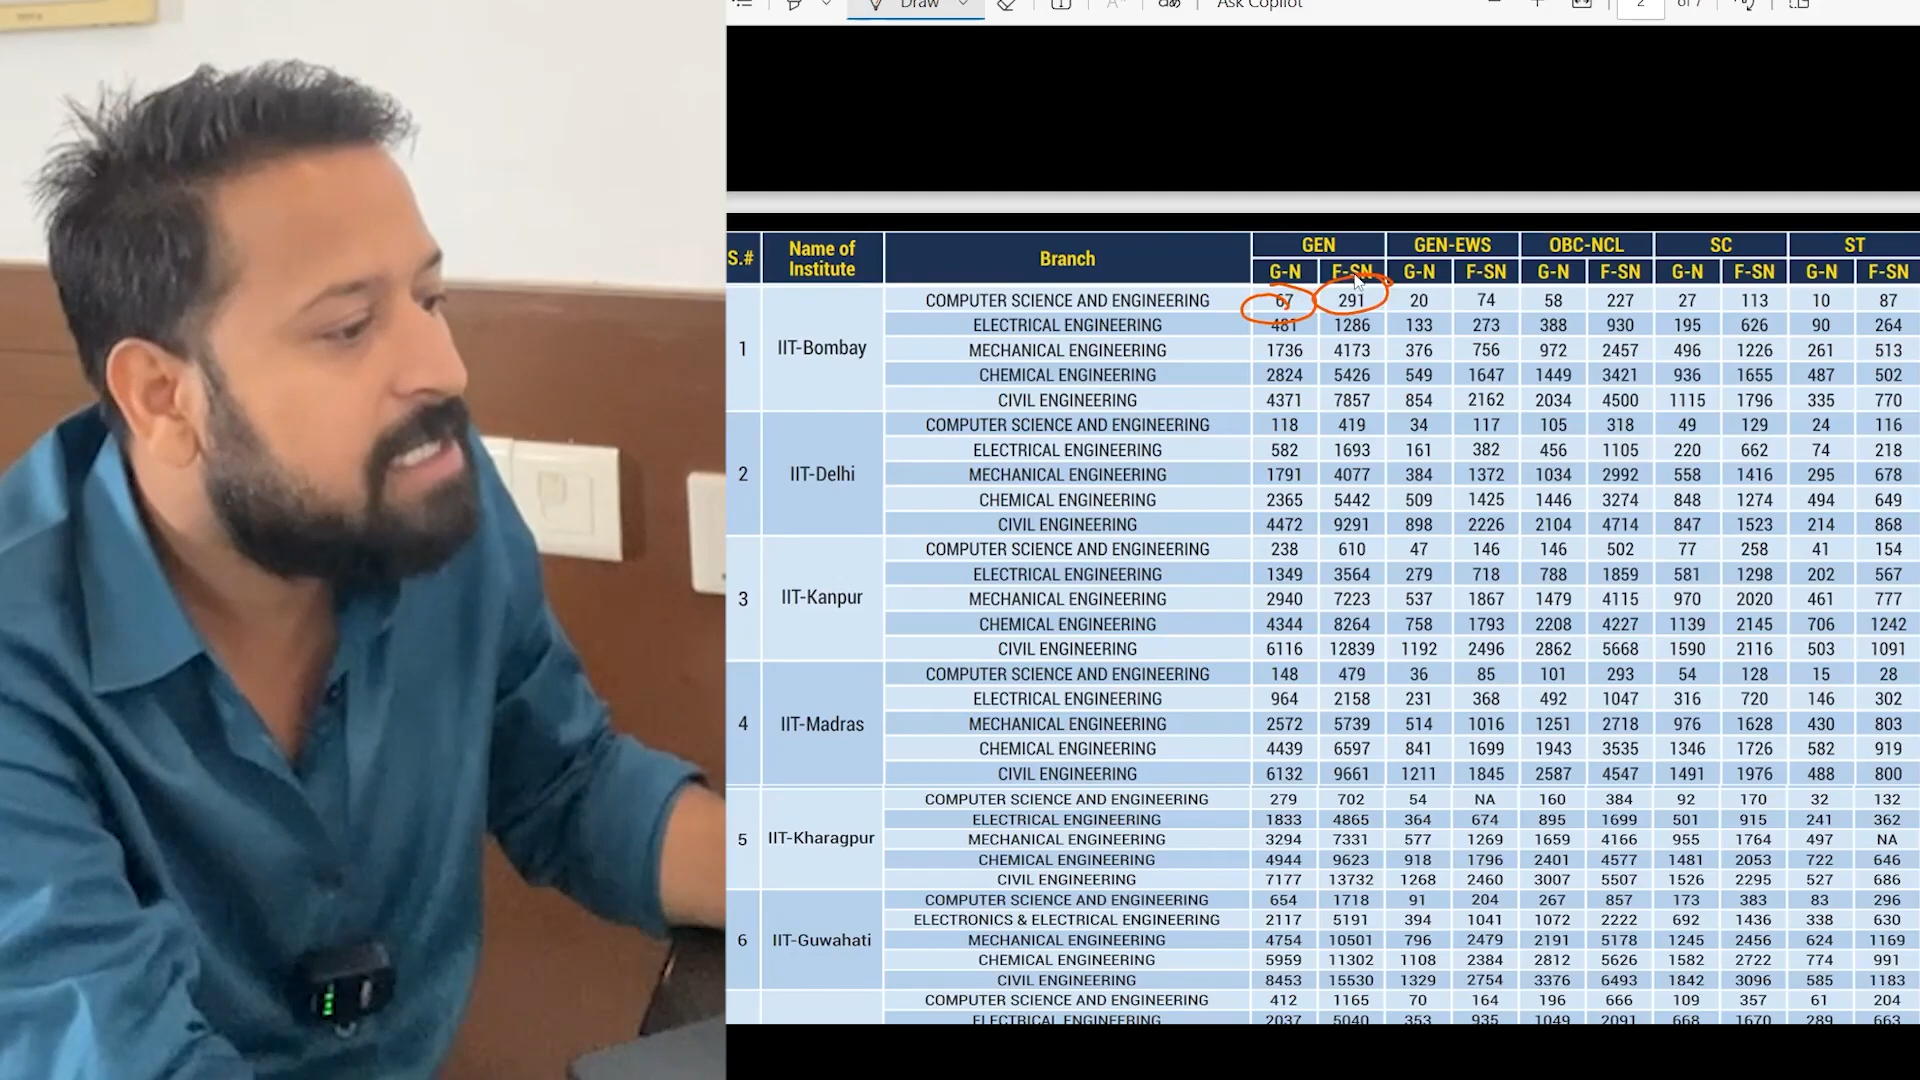 Draw
Ask Copilot
2 of 7
S.# Name of Institute Branch GEN GEN-EWS OBC-NCL SC ST
G-N F-SN G-N F-SN G-N F-SN G-N F-SN G-N F-SN
1 IIT-Bombay
COMPUTER SCIENCE AND ENGINEERING 67 291 20 74 58 227 27 113 10 87
ELECTRICAL ENGINEERING 481 1286 133 273 388 930 195 626 90 264
MECHANICAL ENGINEERING 1736 4173 376 756 972 2457 496 1226 261 513
CHEMICAL ENGINEERING 2824 5426 549 1647 1449 3421 936 1655 487 502
CIVIL ENGINEERING 4371 7857 854 2162 2034 4500 1115 1796 335 770
2 IIT-Delhi
COMPUTER SCIENCE AND ENGINEERING 118 419 34 117 105 318 49 129 24 116
ELECTRICAL ENGINEERING 582 1693 161 382 456 1105 220 662 74 218
MECHANICAL ENGINEERING 1791 4077 384 1372 1034 2992 558 1416 295 678
CHEMICAL ENGINEERING 2365 5442 509 1425 1446 3274 848 1274 494 649
CIVIL ENGINEERING 4472 9291 898 2226 2104 4714 847 1523 214 868
3 IIT-Kanpur
COMPUTER SCIENCE AND ENGINEERING 238 610 47 146 146 502 77 258 41 154
ELECTRICAL ENGINEERING 1349 3564 279 718 788 1859 581 1298 202 567
MECHANICAL ENGINEERING 2940 7223 537 1867 1479 4115 970 2020 461 777
CHEMICAL ENGINEERING 4344 8264 758 1793 2208 4227 1139 2145 706 1242
CIVIL ENGINEERING 6116 12839 1192 2496 2862 5668 1590 2116 503 1091
4 IIT-Madras
COMPUTER SCIENCE AND ENGINEERING 148 479 36 85 101 293 54 128 15 28
ELECTRICAL ENGINEERING 964 2158 231 368 492 1047 316 720 146 302
MECHANICAL ENGINEERING 2572 5739 514 1016 1251 2718 976 1628 430 803
CHEMICAL ENGINEERING 4439 6597 841 1699 1943 3535 1346 1726 582 919
CIVIL ENGINEERING 6132 9661 1211 1845 2587 4547 1491 1976 488 800
5 IIT-Kharagpur
COMPUTER SCIENCE AND ENGINEERING 279 702 54 NA 160 384 92 170 32 132
ELECTRICAL ENGINEERING 1833 4865 364 674 895 1699 501 915 241 362
MECHANICAL ENGINEERING 3294 7331 577 1269 1659 4166 955 1764 497 NA
CHEMICAL ENGINEERING 4944 9623 918 1796 2401 4577 1481 2053 722 646
CIVIL ENGINEERING 7177 13732 1268 2460 3007 5507 1526 2295 527 686
6 IIT-Guwahati
COMPUTER SCIENCE AND ENGINEERING 654 1718 91 204 267 857 173 383 83 296
ELECTRONICS & ELECTRICAL ENGINEERING 2117 5191 394 1041 1072 2222 692 1436 338 630
MECHANICAL ENGINEERING 4754 10501 796 2479 2191 5178 1245 2456 624 1169
CHEMICAL ENGINEERING 5959 11302 1108 2384 2812 5626 1582 2722 774 991
CIVIL ENGINEERING 8453 15530 1329 2754 3376 6493 1842 3096 585 1183
COMPUTER SCIENCE AND ENGINEERING 412 1165 70 164 196 666 109 357 61 204
ELECTRICAL ENGINEERING 2037 5040 353 935 1049 2091 668 1670 289 663